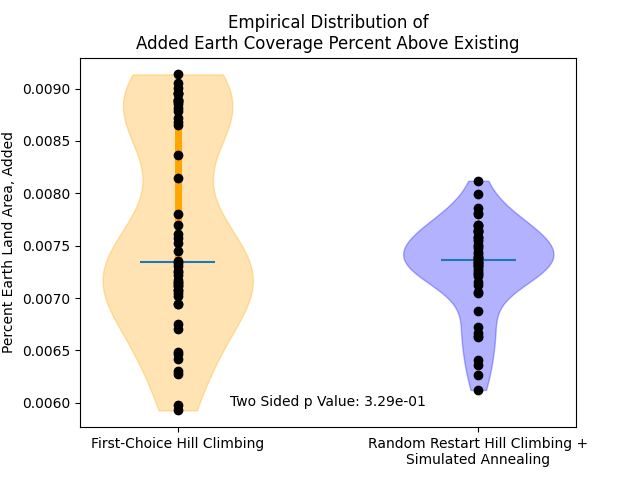 Empirical Distribution of
Added Earth Coverage Percent Above Existing
Percent Earth Land Area, Added
0.0090
0.0085
0.0080
0.0075
0.0070
0.0065
0.0060
Two Sided p Value: 3.29e-01
First-Choice Hill Climbing
Random Restart Hill Climbing +
Simulated Annealing